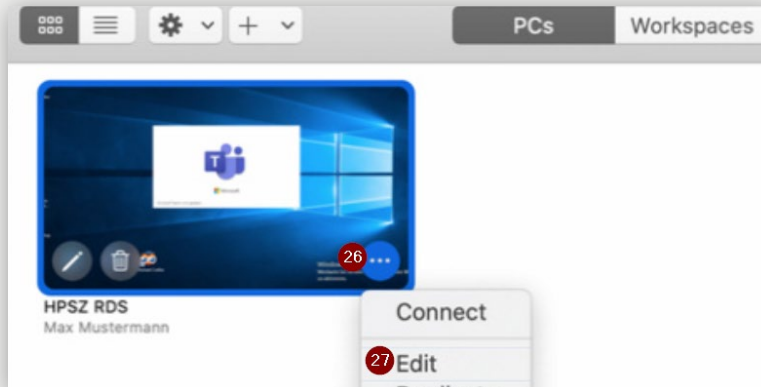 PCs Workspaces
T
26
HPSZ RDS
Max Mustermann
Connect
27 Edit